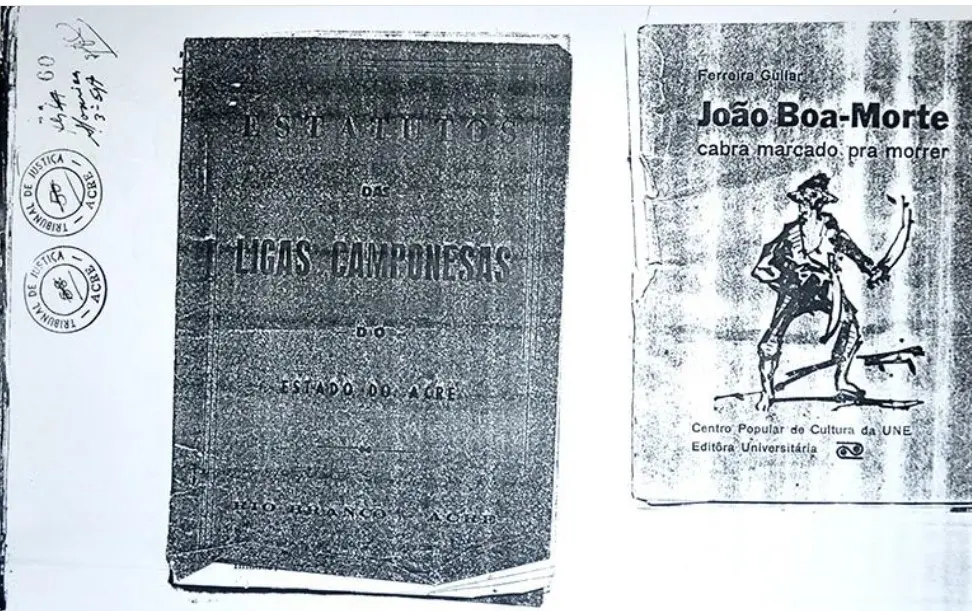 60
TRIBUNAL DE JUSTIÇA - ACRE -
TRIBUNAL DE JUSTIÇA - ACRE -
ESTATUTOS
DAS
LIGAS CAMPONESAS
DO
ESTADO DO ACRE
RIO BRANCO - ACRE
Ferreira Gullar
João Boa-Morte
cabra marcado pra morrer
Centro Popular de Cultura da UNE
Editôra Universitária